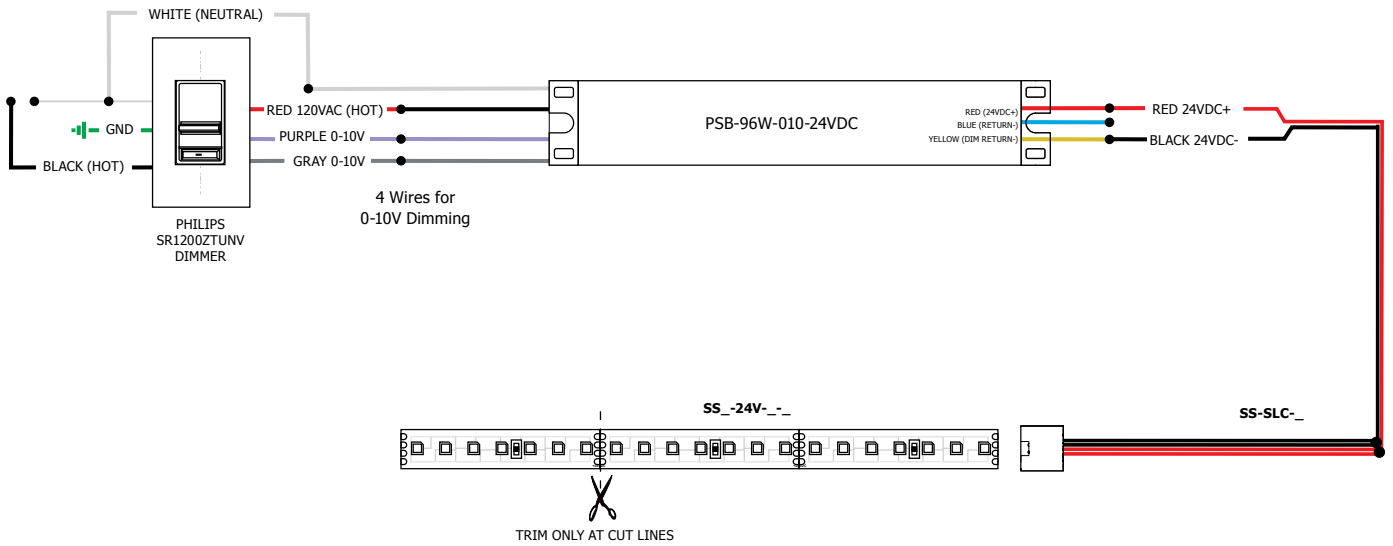 WHITE (NEUTRAL)
GND
BLACK (HOT)
RED 120VAC (HOT)
PURPLE 0-10V
GRAY 0-10V
PHILIPS
SR1200ZTUNV
DIMMER
4 Wires for
0-10V Dimming
PSB-96W-010-24VDC
RED (24VDC+)
BLUE (RETURN-)
YELLOW (DIM RETURN-)
RED 24VDC+
BLACK 24VDC-
SS_-24V-_-_
SS-SLC-_
TRIM ONLY AT CUT LINES